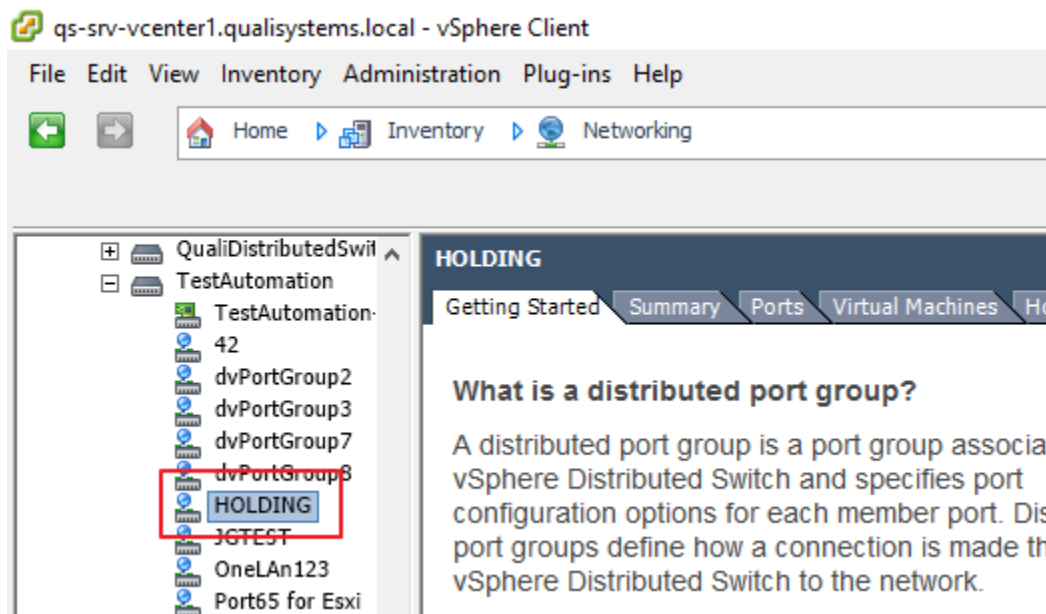 qs-srv-vcenter1.qualisystems.local - vSphere Client
File Edit View Inventory Administration Plug-ins Help
Home Inventory Networking
QualiDistributedSwit
TestAutomation
TestAutomation-
42
dvPortGroup2
dvPortGroup3
dvPortGroup7
dvPortGroup8
HOLDING
JGTEST
OneLAn123
Port65 for Esxi
HOLDING
Getting Started Summary Ports Virtual Machines Ho
What is a distributed port group?
A distributed port group is a port group associa
vSphere Distributed Switch and specifies port
configuration options for each member port. Dis
port groups define how a connection is made th
vSphere Distributed Switch to the network.